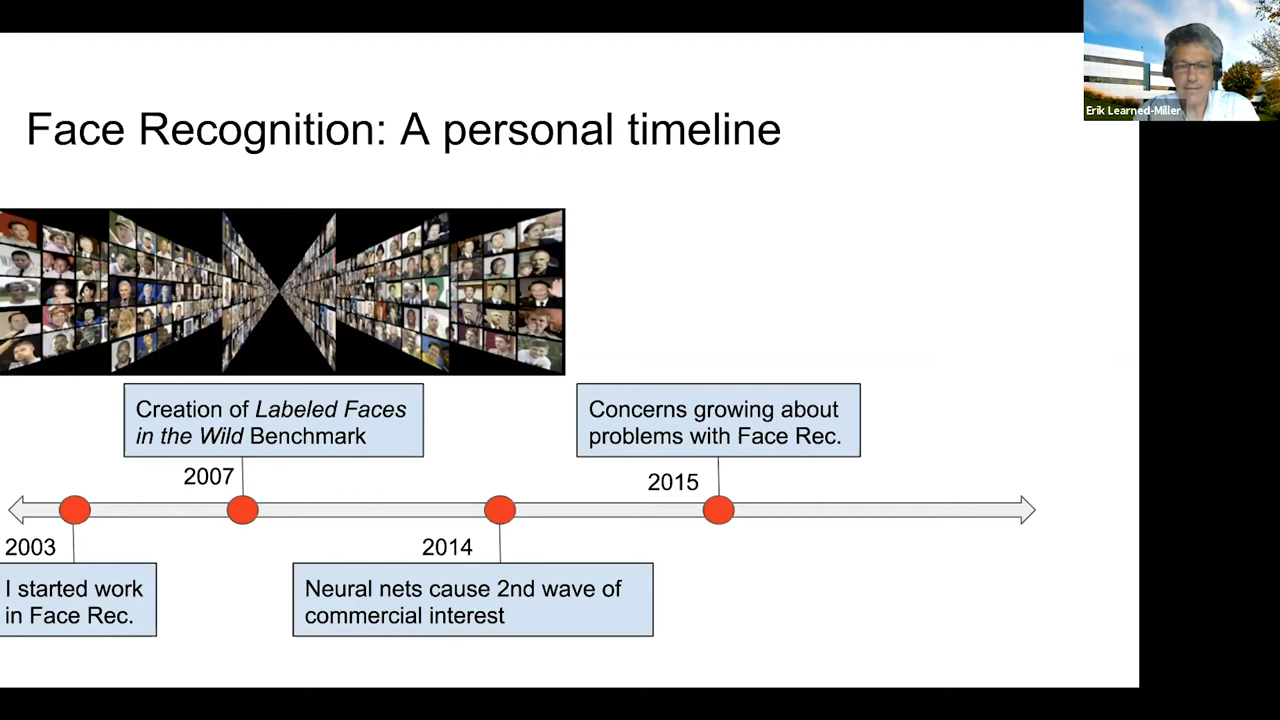 Erik Learned-Miller
Face Recognition: A personal timeline
Creation of Labeled Faces
in the Wild Benchmark
Concerns growing about
problems with Face Rec.
2007
2015
2003
2014
I started work
in Face Rec.
Neural nets cause 2nd wave of
commercial interest